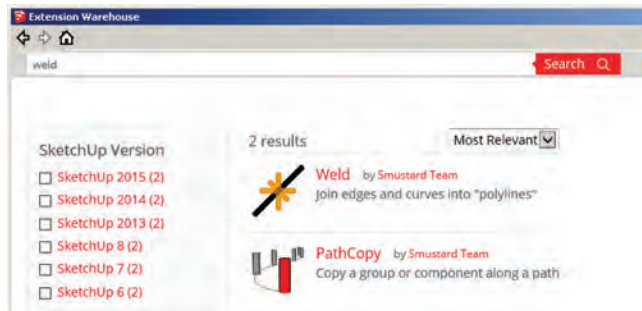 Extension Warehouse
weld
Search
SketchUp Version
SketchUp 2015 (2)
SketchUp 2014 (2)
SketchUp 2013 (2)
SketchUp 8 (2)
SketchUp 7 (2)
SketchUp 6 (2)
2 results
Most Relevant
Weld by Smustard Team
Join edges and curves into "polylines"
PathCopy by Smustard Team
Copy a group or component along a path